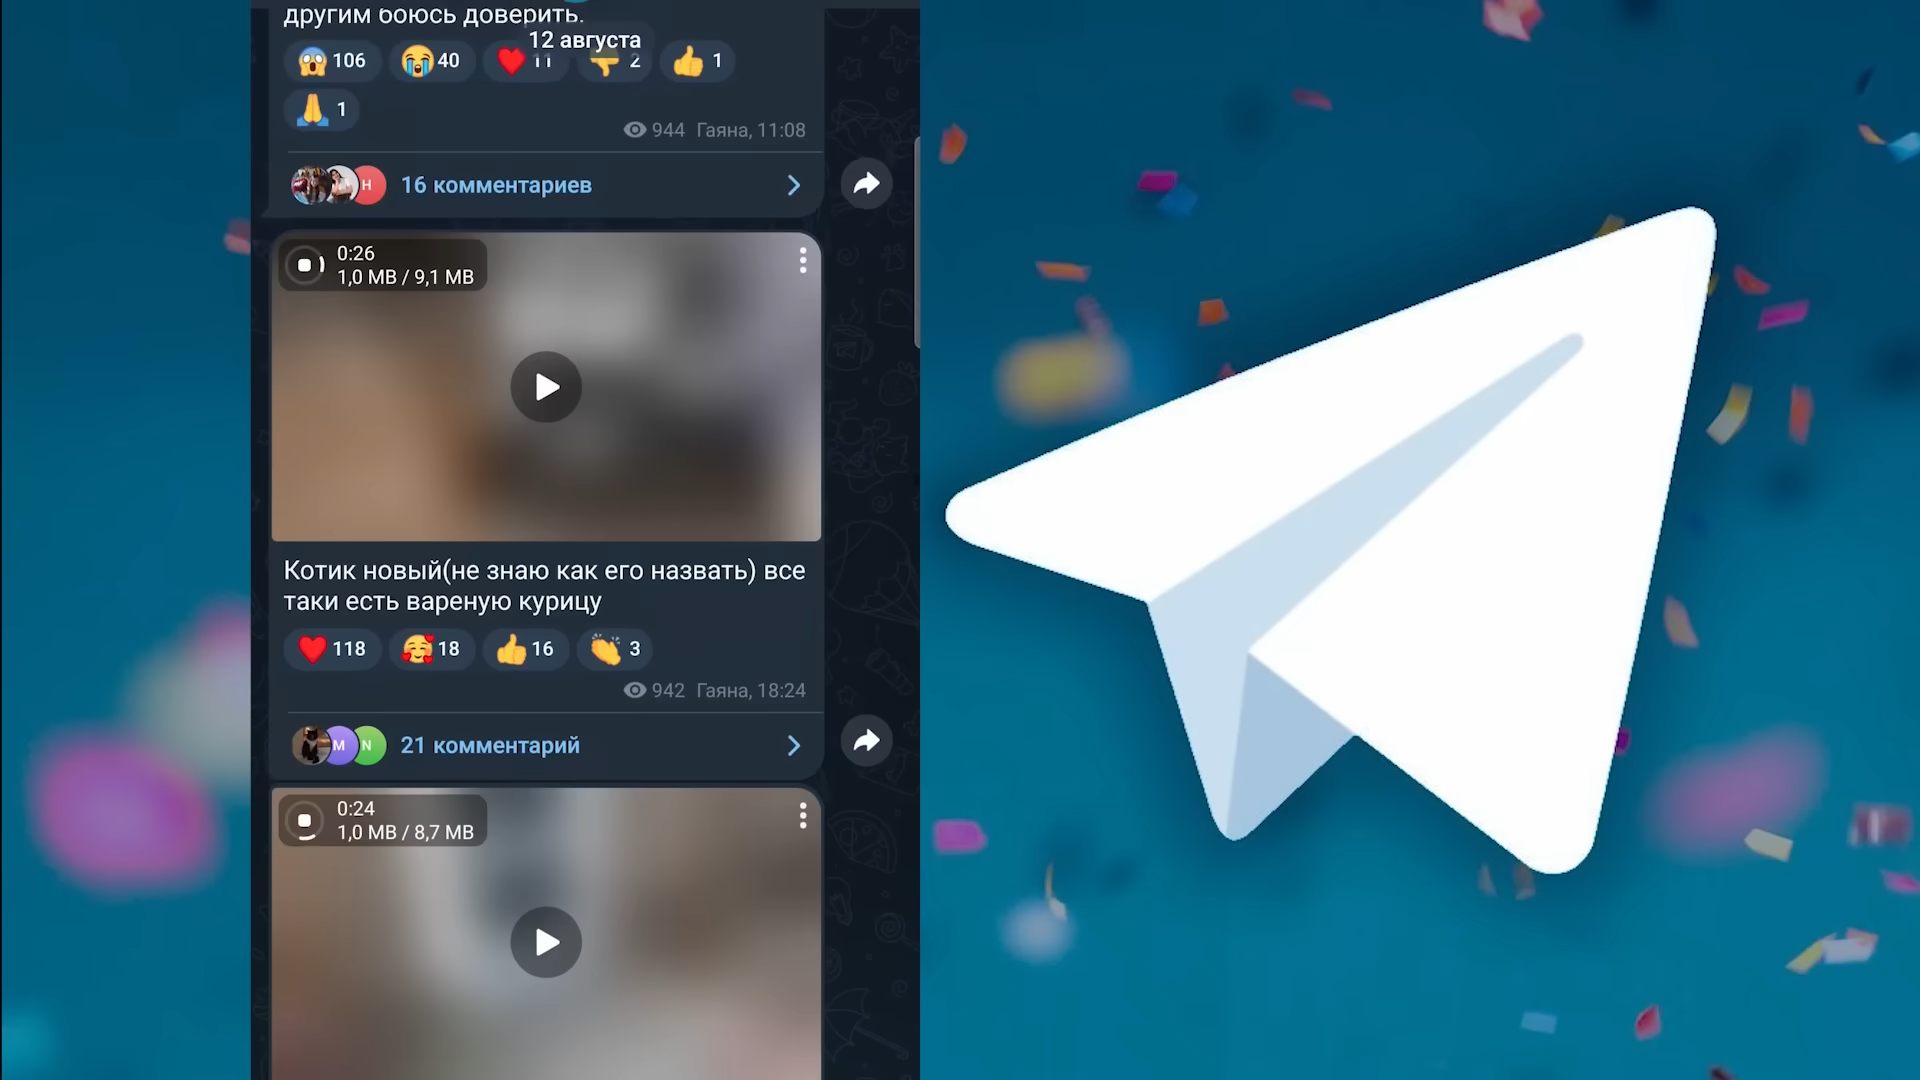 другим боюсь доверить.
12 августа
106 40 11 2 1
1
944 Гаяна, 11:08
Н 16 комментариев
0:26
1,0 MB / 9,1 MB
Котик новый(не знаю как его назвать) все
таки есть вареную курицу
118 18 16 3
942 Гаяна, 18:24
M N 21 комментарий
0:24
1,0 MB / 8,7 MB